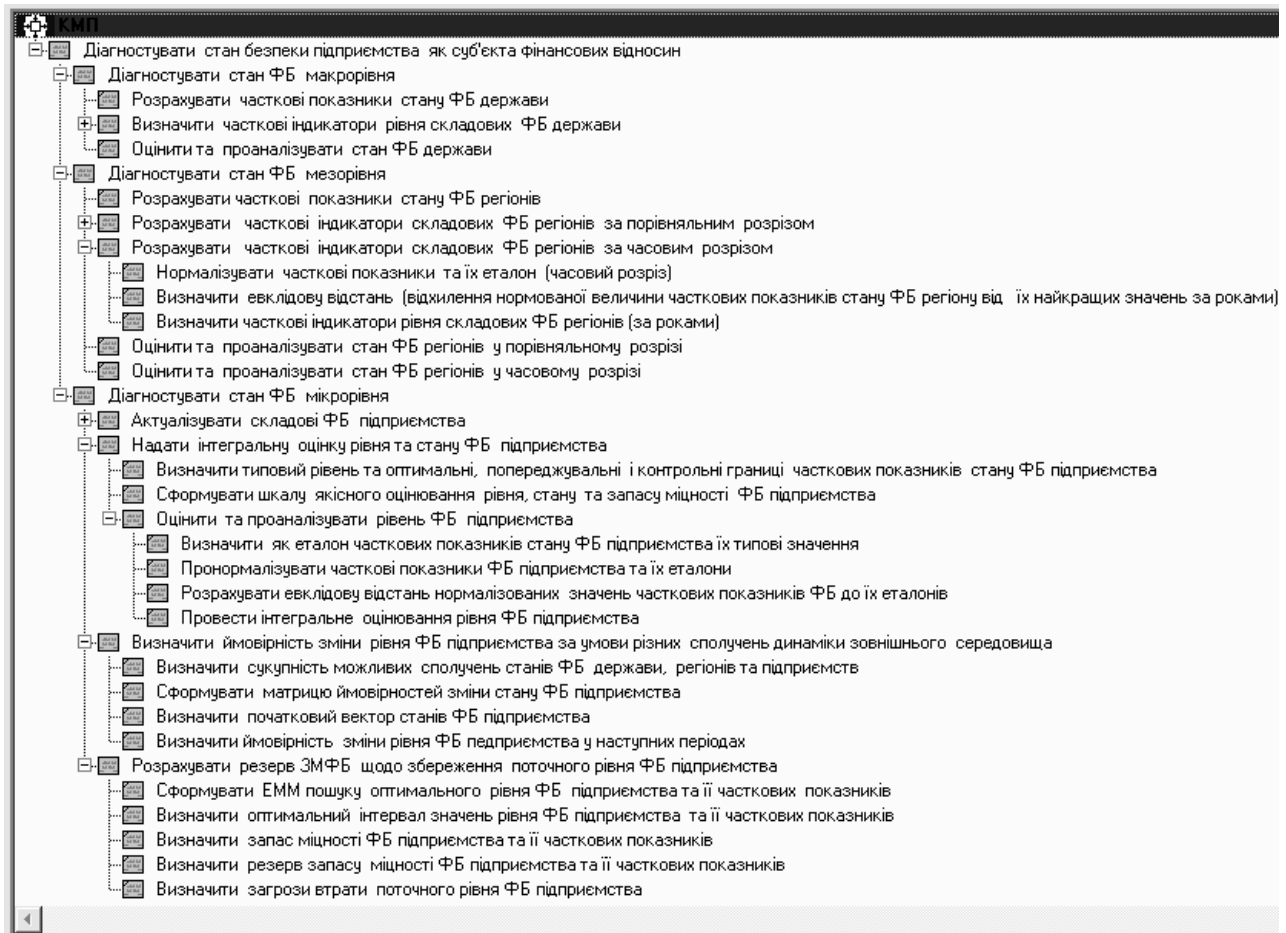 КМП
Діагностувати стан безпеки підприємства як суб'єкта фінансових відносин
Діагностувати стан ФБ макрорівня
Розрахувати часткові показники стану ФБ держави
Визначити часткові індикатори рівня складових ФБ держави
Оцінити та проаналізувати стан ФБ держави
Діагностувати стан ФБ мезорівня
Розрахувати часткові показники стану ФБ регіонів
Розрахувати часткові індикатори складових ФБ регіонів за порівняльним розрізом
Розрахувати часткові індикатори складових ФБ регіонів за часовим розрізом
Нормалізувати часткові показники та їх еталон (часовий розріз)
Визначити евклідову відстань (відхилення нормованої величини часткових показників стану ФБ регіону від їх найкращих значень за роками)
Визначити часткові індикатори рівня складових ФБ регіонів (за роками)
Оцінити та проаналізувати стан ФБ регіонів у порівняльному розрізі
Оцінити та проаналізувати стан ФБ регіонів у часовому розрізі
Діагностувати стан ФБ мікрорівня
Актуалізувати складові ФБ підприємства
Надати інтегральну оцінку рівня та стану ФБ підприємства
Визначити типовий рівень та оптимальні, попереджувальні і контрольні границі часткових показників стану ФБ підприємства
Сформувати шкалу якісного оцінювання рівня, стану та запасу міцності ФБ підприємства
Оцінити та проаналізувати рівень ФБ підприємства
Визначити як еталон часткових показників стану ФБ підприємства їх типові значення
Пронормалізувати часткові показники ФБ підприємства та їх еталони
Розрахувати евклідову відстань нормалізованих значень часткових показників ФБ до їх еталонів
Провести інтегральне оцінювання рівня ФБ підприємства
Визначити ймовірність зміни рівня ФБ підприємства за умови різних сполучень динаміки зовнішнього середовища
Визначити сукупність можливих сполучень станів ФБ держави, регіонів та підприємств
Сформувати матрицю ймовірностей зміни стану ФБ підприємства
Визначити початковий вектор станів ФБ підприємства
Визначити ймовірність зміни рівня ФБ педприємства у наступних періодах
Розрахувати резерв ЗМФБ щодо збереження поточного рівня ФБ підприємства
Сформувати ЕММ пошуку оптимального рівня ФБ підприємства та її часткових показників
Визначити оптимальний інтервал значень рівня ФБ підприємства та її часткових показників
Визначити запас міцності ФБ підприємства та її часткових показників
Визначити резерв запасу міцності ФБ підприємства та її часткових показників
Визначити загрози втрати поточного рівня ФБ підприємства